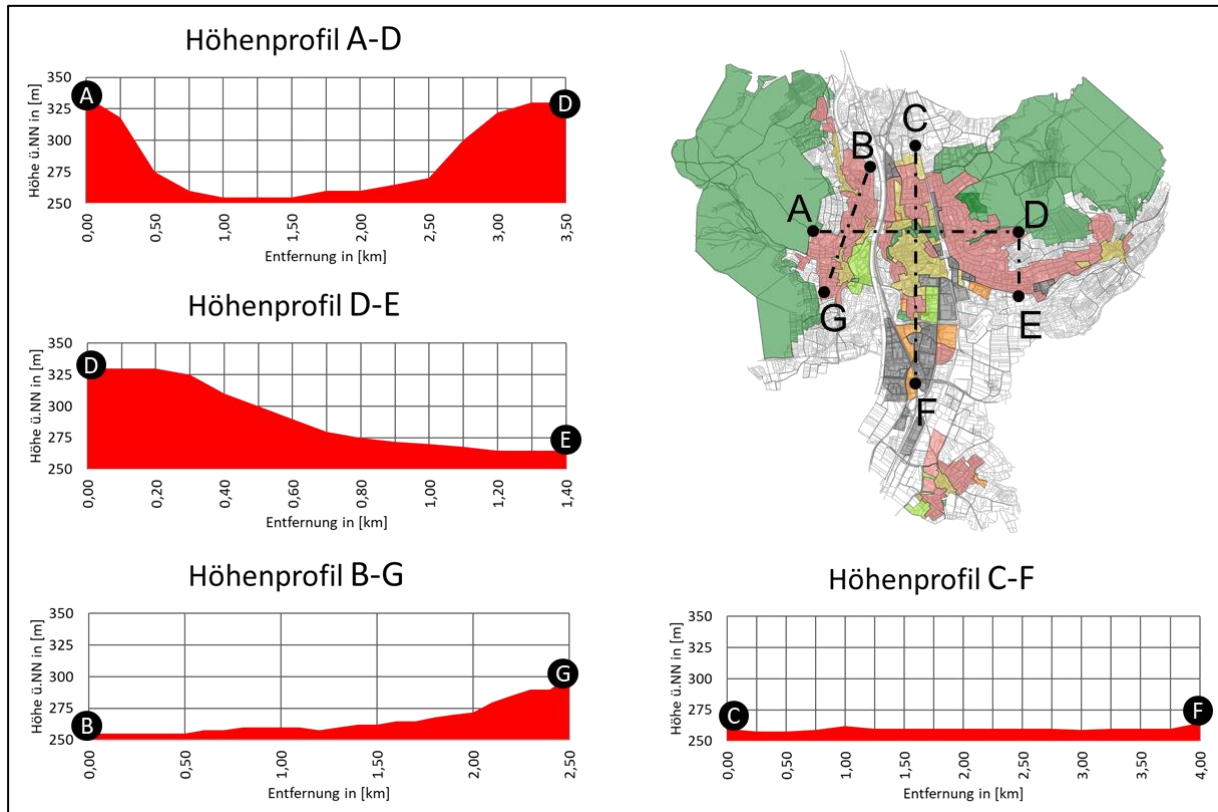 Höhenprofil A-D
Höhe ü.NN in [m]
350
325
300
275
250
A
D
0,00
0,50
1,00
1,50
2,00
2,50
3,00
3,50
Entfernung in [km]
A
B
C
D
E
F
G
Höhenprofil D-E
Höhe ü.NN in [m]
350
325
300
275
250
D
E
0,00
0,20
0,40
0,60
0,80
1,00
1,20
1,40
Entfernung in [km]
Höhenprofil B-G
Höhe ü.NN in [m]
350
325
300
275
250
B
G
0,00
0,50
1,00
1,50
2,00
2,50
Entfernung in [km]
Höhenprofil C-F
Höhe ü.NN in [m]
350
325
300
275
250
C
F
0,00
0,50
1,00
1,50
2,00
2,50
3,00
3,50
4,00
Entfernung in [km]